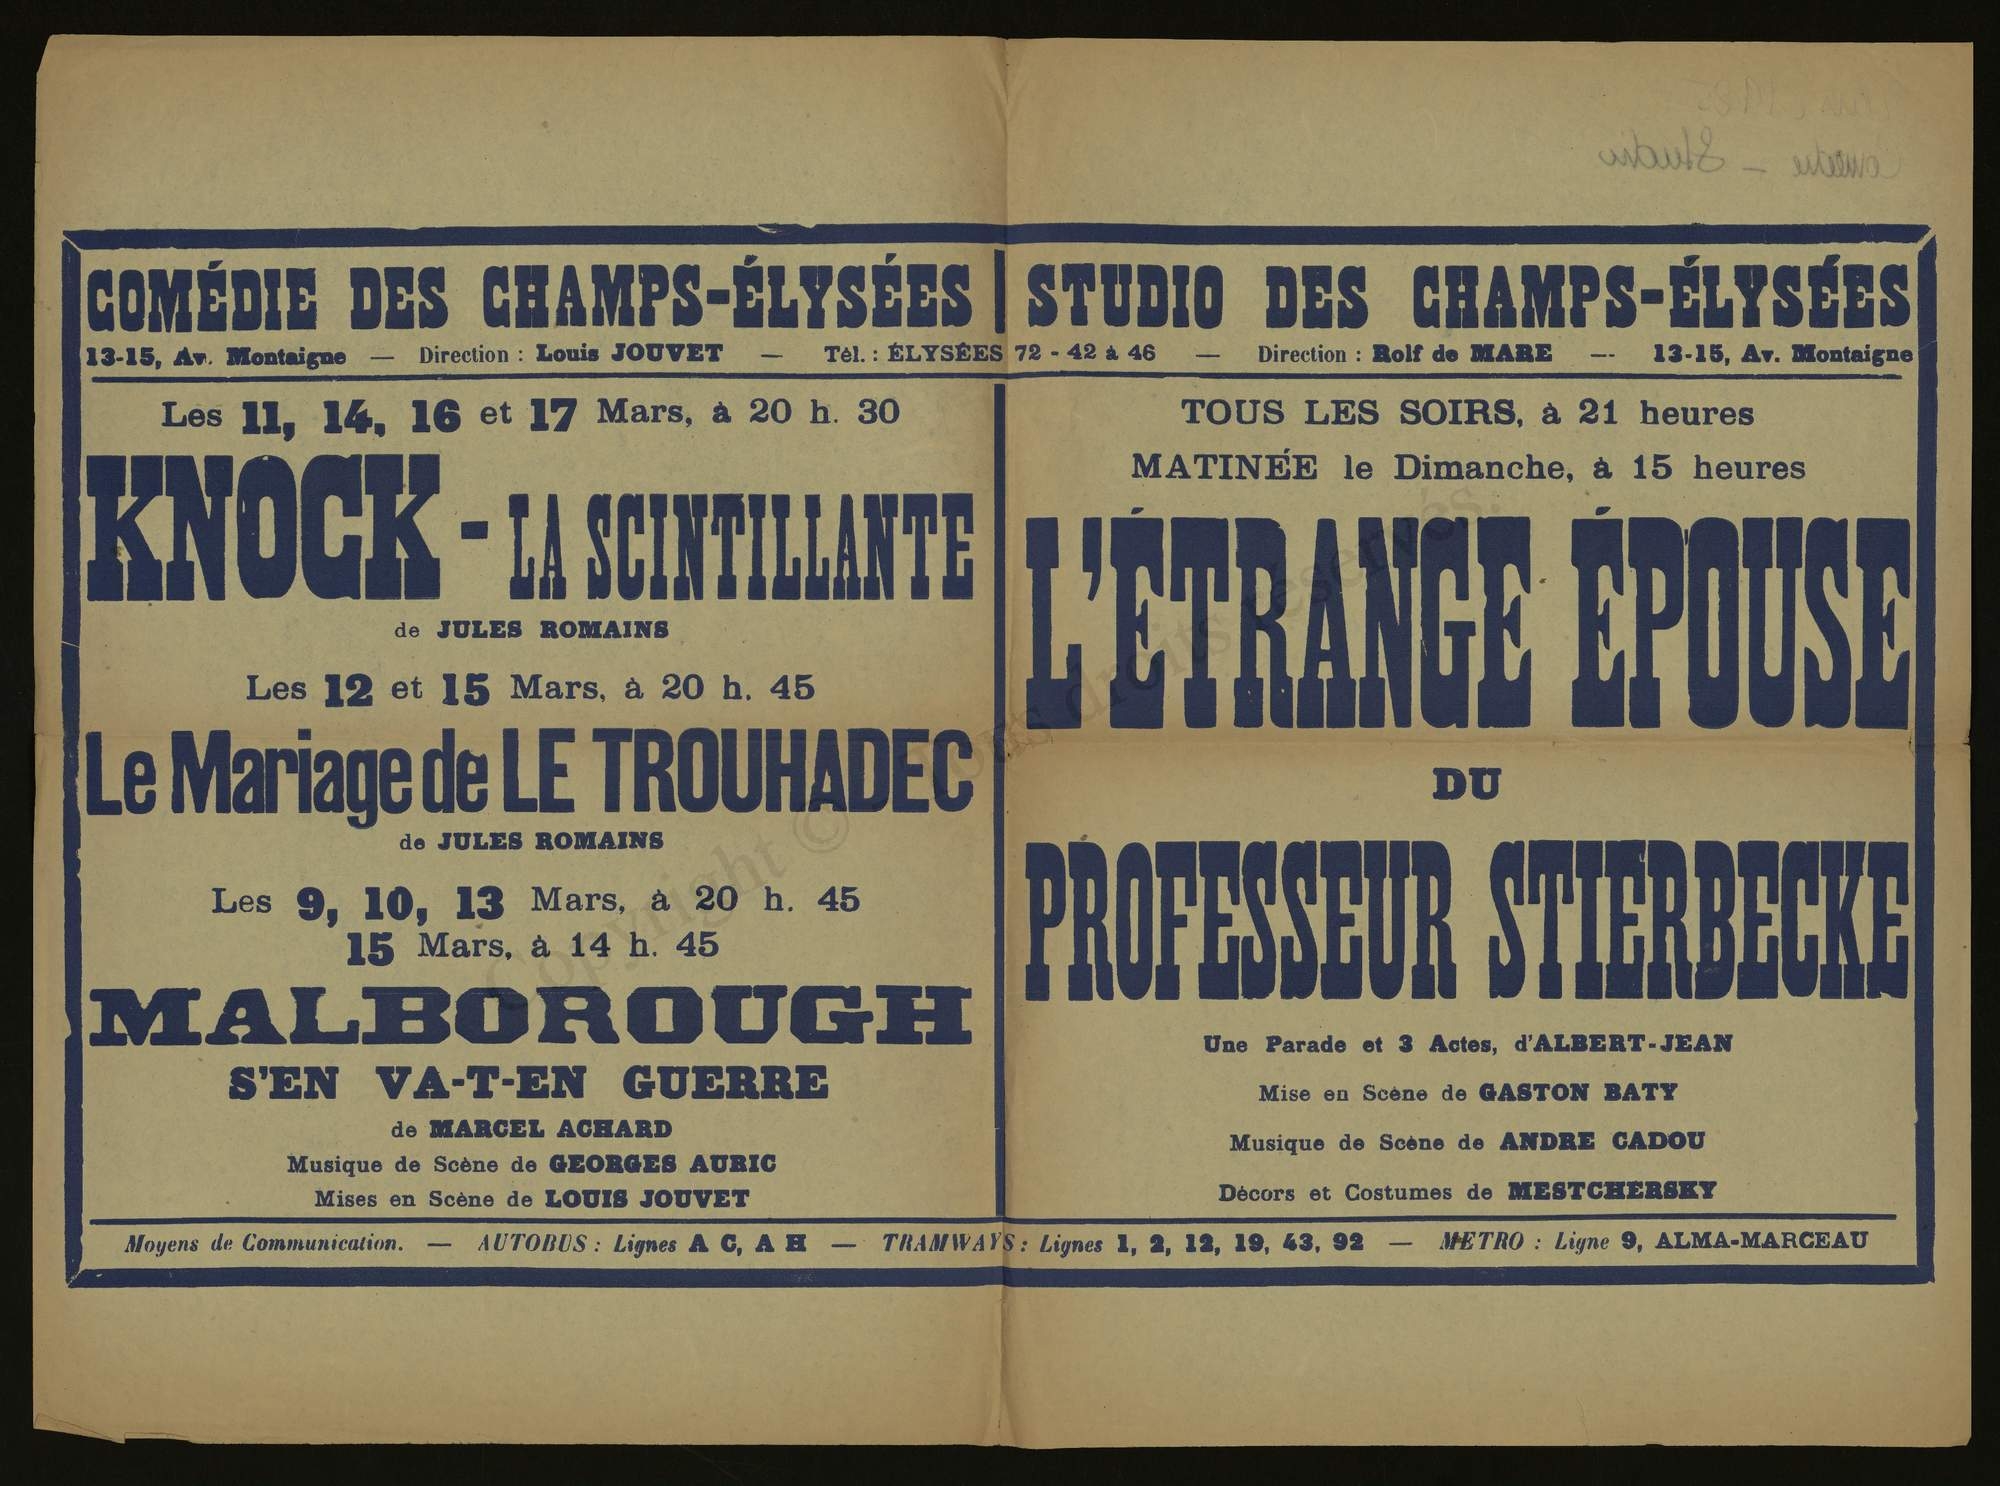 COMÉDIE DES CHAMPS-ÉLYSÉES
13-15, Av. Montaigne — Direction : Louis JOUVET — Tél. : ÉLYSÉES 72 - 42 à 46 — Direction : Rolf de MARE — 13-15, Av. Montaigne
Les 11, 14, 16 et 17 Mars, à 20 h. 30
KNOCK - LA SCINTILLANTE
de JULES ROMAINS
Les 12 et 15 Mars, à 20 h. 45
Le Mariage de LE TROUHADEC
de JULES ROMAINS
Les 9, 10, 13 Mars, à 20 h. 45
15 Mars, à 14 h. 45
MALBOROUGH
S'EN VA-T-EN GUERRE
de MARCEL ACHARD
Musique de Scène de GEORGES AURIC
Mises en Scène de LOUIS JOUVET
STUDIO DES CHAMPS-ÉLYSÉES
TOUS LES SOIRS, à 21 heures
MATINÉE le Dimanche, à 15 heures
L'ÉTRANGE ÉPOUSE
DU
PROFESSEUR STIERBECKE
Une Parade et 3 Actes, d'ALBERT-JEAN
Mise en Scène de GASTON BATY
Musique de Scène de ANDRE CADOU
Décors et Costumes de MESTCHERSKY
Moyens de Communication. — AUTOBUS : Lignes A C, A H — TRAMWAYS : Lignes 1, 2, 12, 19, 43, 92 — METRO : Ligne 9, ALMA-MARCEAU
Copyright © Tous droits réservés.